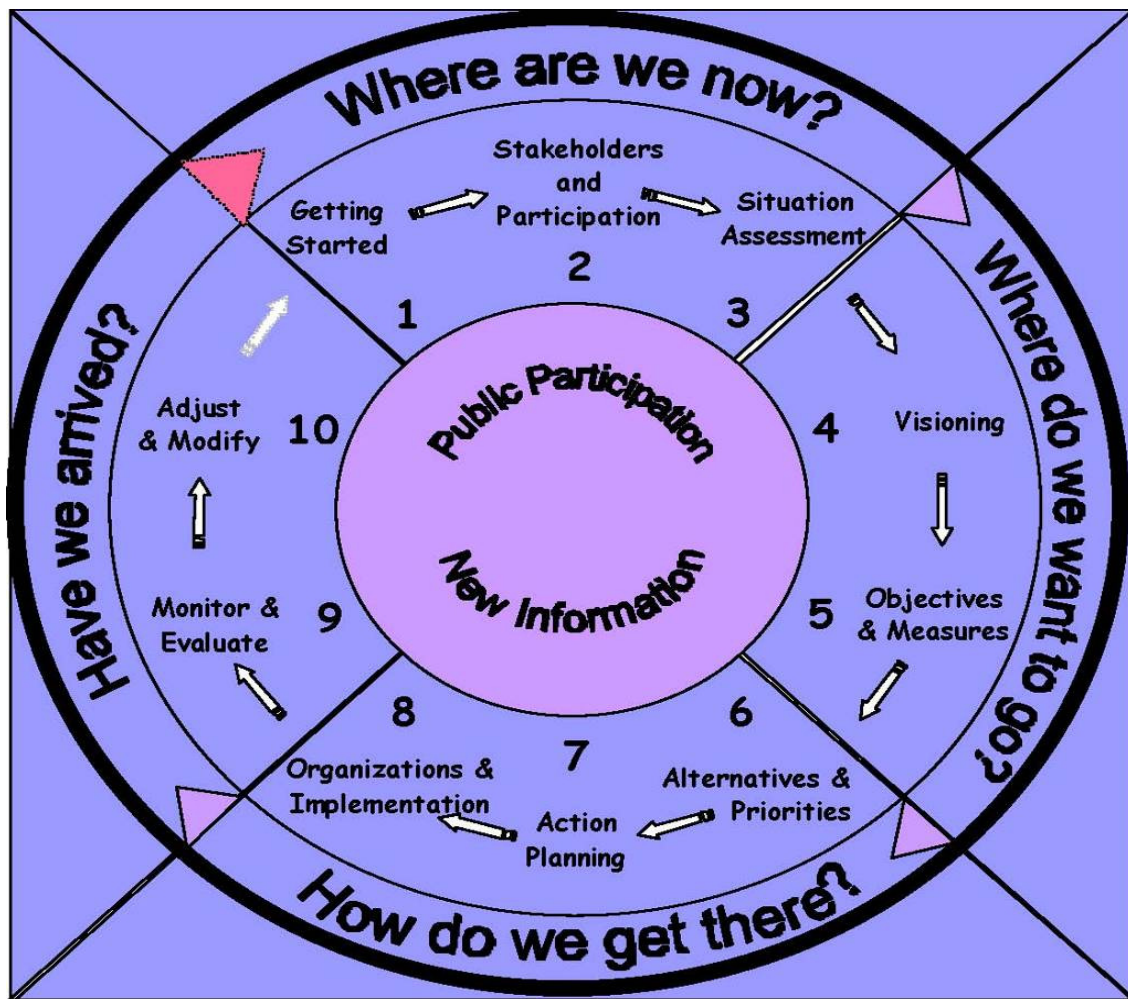 Where are we now?
Getting
Started
1
Stakeholders
and
Participation
2
Situation
Assessment
3
Where do we want to go?
Visioning
4
Objectives
& Measures
5
How do we get there?
Alternatives &
Priorities
6
Action
Planning
7
Organizations &
Implementation
8
Have we arrived?
Monitor &
Evaluate
9
Adjust
& Modify
10
Public Participation
New Information